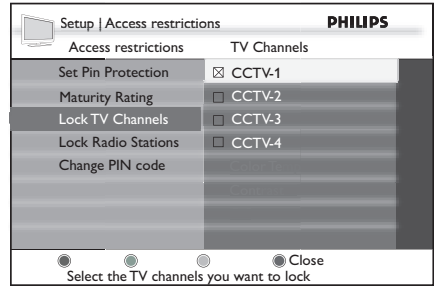 Setup | Access restrictions PHILIPS
Access restrictions TV Channels
Set Pin Protection CCTV-1
Maturity Rating CCTV-2
Lock TV Channels CCTV-3
Lock Radio Stations CCTV-4
Change PIN code
Close
Select the TV channels you want to lock